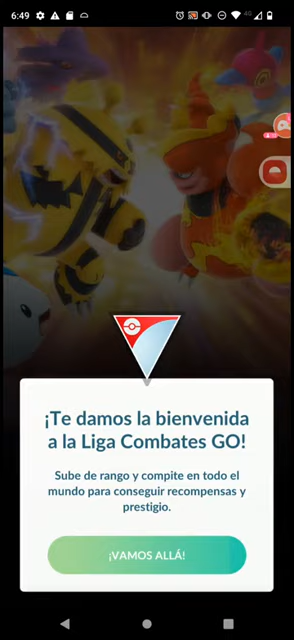 6:49
4G
¡Te damos la bienvenida
a la Liga Combates GO!
Sube de rango y compite en todo el
mundo para conseguir recompensas y
prestigio.
¡VAMOS ALLÁ!